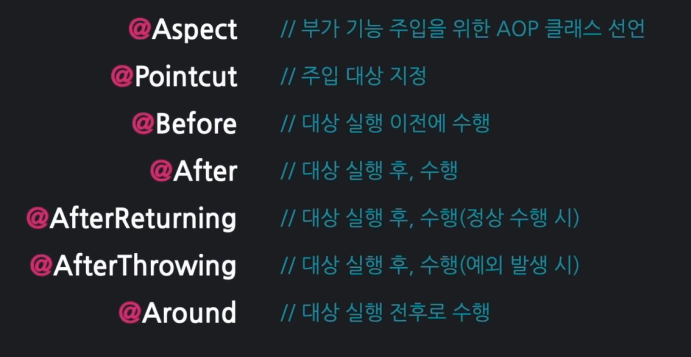 @Aspect // 부가 기능 주입을 위한 AOP 클래스 선언
@Pointcut // 주입 대상 지정
@Before // 대상 실행 이전에 수행
@After // 대상 실행 후, 수행
@AfterReturning // 대상 실행 후, 수행(정상 수행 시)
@AfterThrowing // 대상 실행 후, 수행(예외 발생 시)
@Around // 대상 실행 전후로 수행